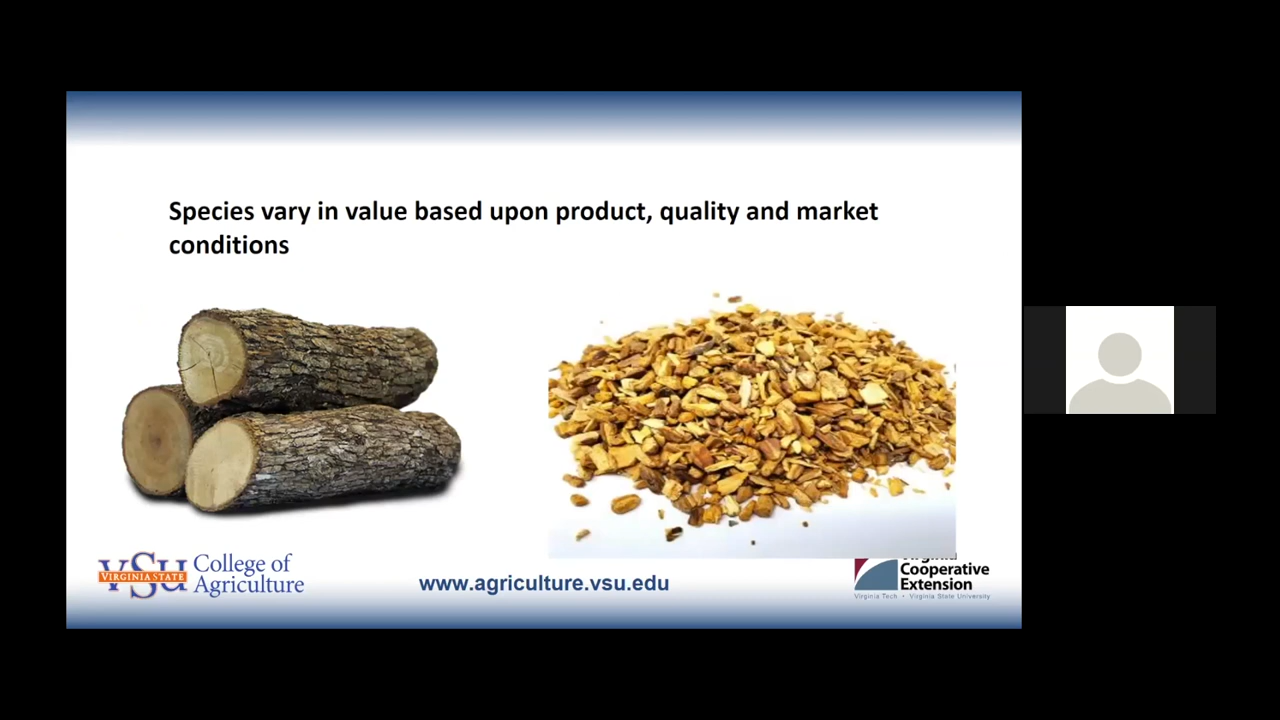 Species vary in value based upon product, quality and market
conditions
VSU
VIRGINIA STATE
College of
Agriculture
www.agriculture.vsu.edu
Virginia
Cooperative
Extension
Virginia Tech • Virginia State University